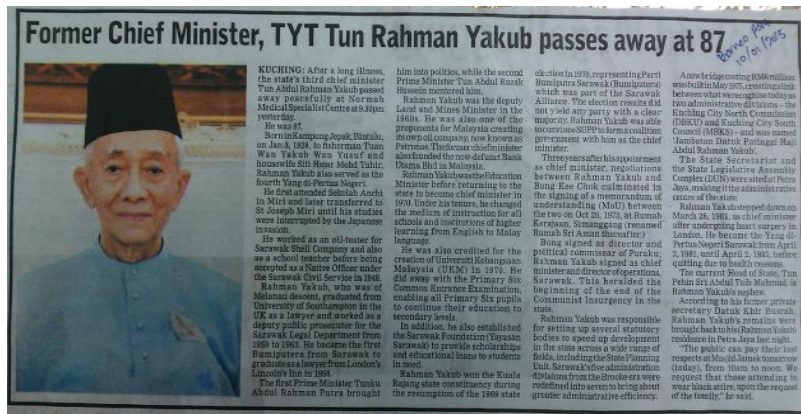 Former Chief Minister, TYT Tun Rahman Yakub passes away at 87
10/01/2015
KUCHING: After a long illness,
the state's third chief minister
Tun Abdul Rahman Yakub passed
away peacefully at Normah
Medical Specialist Centre at 9.30pm
yesterday.
He was 87.
Born in Kampung Jepak, Bintulu,
on Jan 3, 1928, to fisherman Tuan
Wan Yakub Wan Yusuf and
housewife Siti Hajar Mohd Tahir,
Rahman Yakub also served as the
fourth Yang di-Pertua Negeri.
He first attended Sekolah Anchi
in Miri and later transferred to
St Joseph Miri until his studies
were interrupted by the Japanese
invasion.
He worked as an oil-tester for
Sarawak Shell Company and also
as a school teacher before being
accepted as a Native Officer under
the Sarawak Civil Service in 1948.
Rahman Yakub, who was of
Melanau descent, graduated from
University of Southampton in the
UK as a lawyer and worked as a
deputy public prosecutor for the
Sarawak Legal Department from
1959 to 1963. He became the first
Bumiputera from Sarawak to
graduate as a lawyer from London's
Lincoln's Inn in 1958.
The first Prime Minister Tunku
Abdul Rahman Putra brought
him into politics, while the second
Prime Minister Tun Abdul Razak
Hussein mentored him.
Rahman Yakub was the deputy
Land and Mines Minister in the
1960s. He was also one of the
proponents for Malaysia creating
its own oil company, now known as
Petronas. The former chief minister
also founded the now-defunct Bank
Utama Bhd in Malaysia.
Rahman Yakub was the Education
Minister before returning to the
state to become chief minister in
1970. Under his tenure, he changed
the medium of instruction for all
schools and institutions of higher
learning from English to Malay
language.
He was also credited for the
creation of Universiti Kebangsaan
Malaysia (UKM) in 1970. He
did away with the Primary Six
Common Entrance Examination,
enabling all Primary Six pupils
to continue their education to
secondary levels.
In addition, he also established
the Sarawak Foundation (Yayasan
Sarawak) to provide scholarships
and educational loans to students
in need.
Rahman Yakub won the Kuala
Rajang state constituency during
the resumption of the 1969 state
election in 1970, representing Parti
Bumiputra Sarawak (Bumiputera)
which was part of the Sarawak
Alliance. The election results did
not yield any party with a clear
majority. Rahman Yakub was able
to convince SUPP to form a coalition
government with him as the chief
minister.
Three years after his appointment
as chief minister, negotiations
between Rahman Yakub and
Bong Kee Chok culminated in
the signing of a memorandum of
understanding (MoU) between
the two on Oct 20, 1973, at Rumah
Kerajaan, Simanggang (renamed
Rumah Sri Aman thereafter.)
Bong signed as director and
political commissar of Paraku;
Rahman Yakub signed as chief
minister and director of operations,
Sarawak. This heralded the
beginning of the end of the
Communist Insurgency in the
state.
Rahman Yakub was responsible
for setting up several statutory
bodies to speed up development
in the state across a wide range of
fields, including the State Planning
Unit. Sarawak's five administration
divisions from the Brooke era were
redefined into seven to bring about
greater administrative efficiency.
A new bridge costing RM6 million
was built in May 1975, creating a link
between what we recognise today as
two administrative divisions – the
Kuching City North Commission
(DBKU) and Kuching City South
Council (MBKS) – and was named
'Jambatan Datuk Patinggi Haji
Abdul Rahman Yakub'.
The State Secretariat and
the State Legislative Assembly
Complex (DUN) were sited at Petra
Jaya, making it the administrative
centre of the state.
Rahman Yakub stepped down on
March 26, 1981, as chief minister
after undergoing heart surgery in
London. He became the Yang di-
Pertua Negeri Sarawak from April
2, 1981, until April 2, 1985, before
quitting due to health reasons.
The current Head of State, Tun
Pehin Sri Abdul Taib Mahmud, is
Rahman Yakub's nephew.
According to his former private
secretary Datuk Khir Busrah,
Rahman Yakub's remains were
brought back to his (Rahman Yakub)
residence in Petra Jaya last night.
"The public can pay their last
respects at Masjid Jamek tomorrow
(today), from 10am to noon. We
request that those attending to
wear black attire, upon the request
of the family," he said.